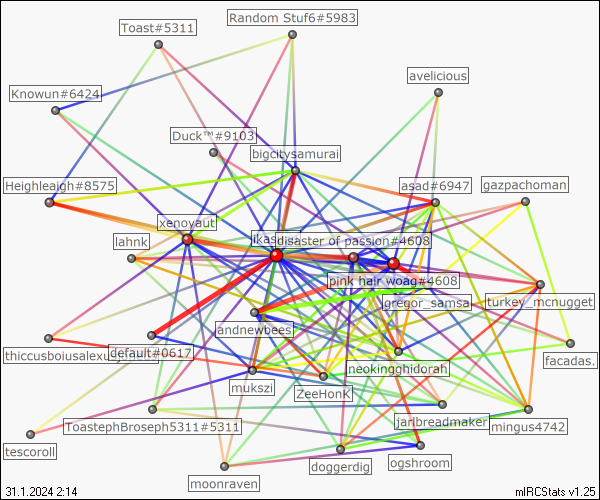 Random Stuf6#5983
Toast#5311
avelicious
Knowun#6424
Duck™#9103
bigcitysamurai
Heighleaigh#8575
asad#6947
gazpachoman
xenoyaut
lahnk
disaster of passion#4608
pink hair woag#4608
jgregor_samsa
turkey_mcnugget
andnewbees
thiccusboiusalexu
default#0617
neokingghidorah
facadas.
mukszi
ZeeHonK
ToastephBroseph5311#5311
jarlbreadmaker
mingus4742
tescoroll
doggerdig
ogshroom
moonraven
31.1.2024 2:14
mIRCStats v1.25